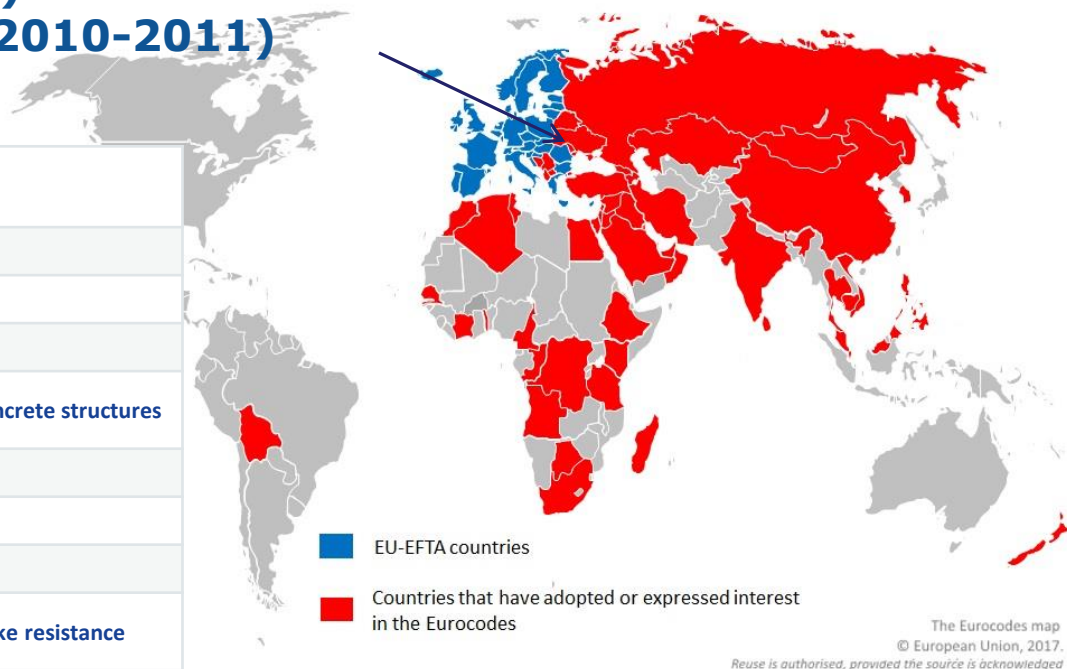 )
2010-2011)
ncrete structures
ke resistance
EU-EFTA countries
Countries that have adopted or expressed interest
in the Eurocodes
The Eurocodes map
© European Union, 2017.
Reuse is authorised, provided the source is acknowledged